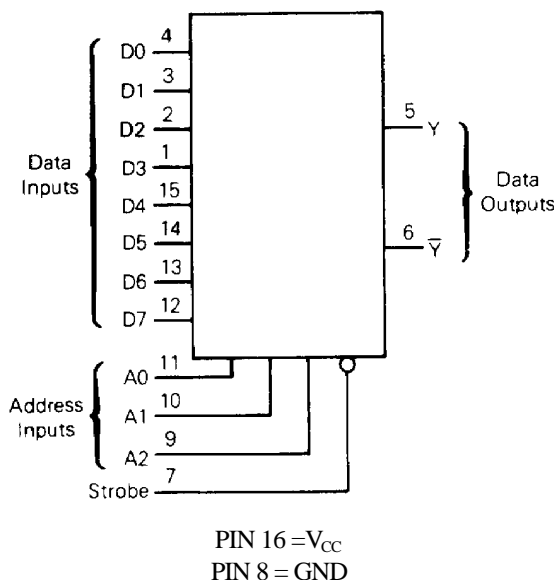 4
D0
3
D1
2
D2
1
D3
15
D4
14
D5
13
D6
12
D7
Data
Inputs
5
Y
6
Y̅
Data
Outputs
11
A0
10
A1
9
A2
Address
Inputs
7
Strobe
PIN 16 =VCC
PIN 8 = GND